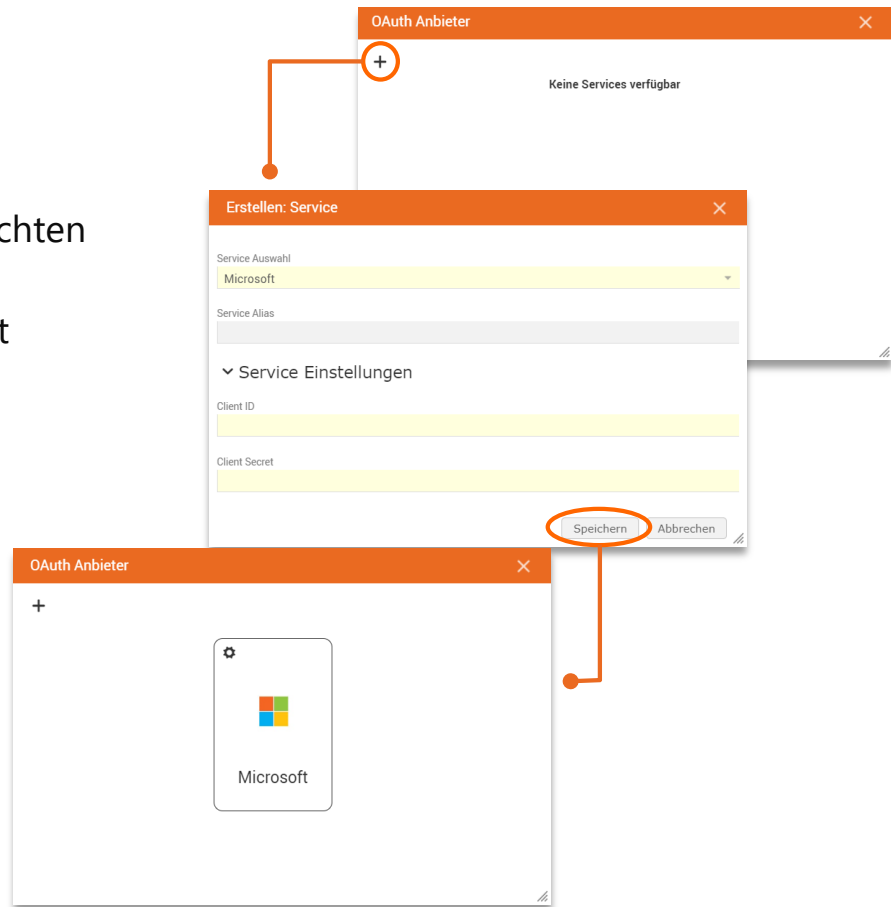 OAuth Anbieter
Keine Services verfügbar
chten
t
Erstellen: Service
Service Auswahl
Microsoft
Service Alias
Service Einstellungen
Client ID
Client Secret
Speichern Abbrechen
OAuth Anbieter
Microsoft